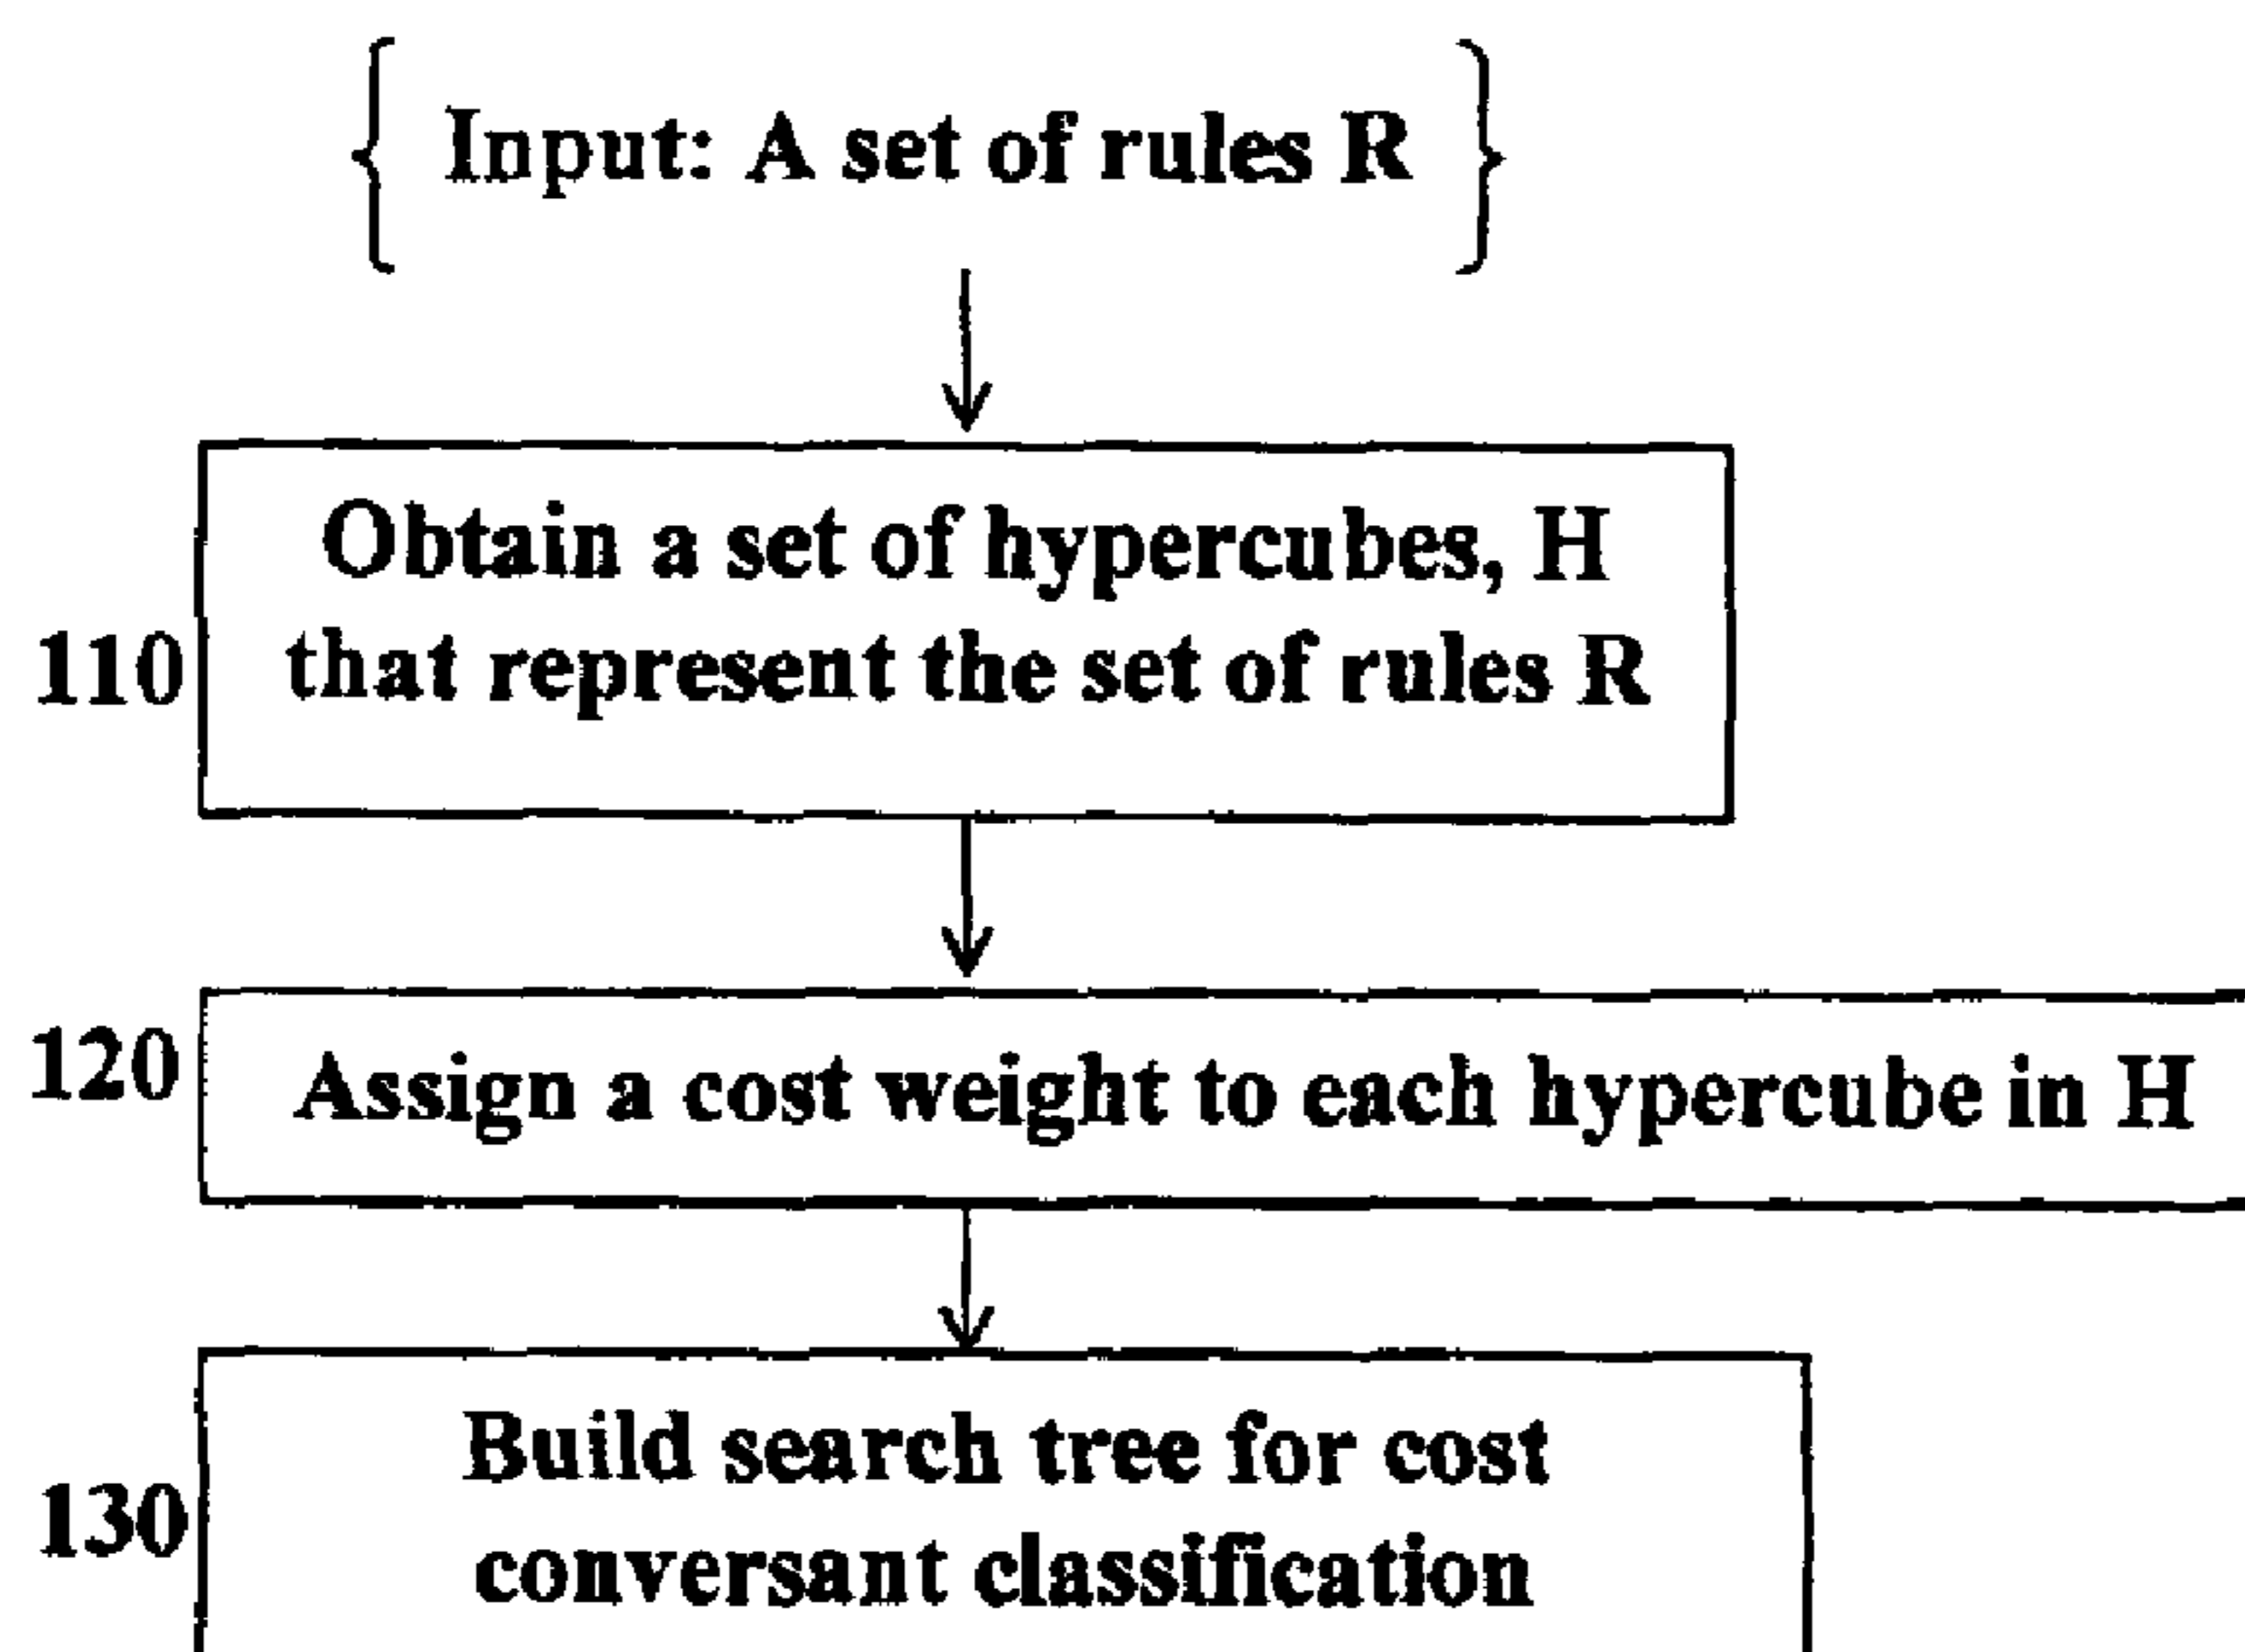 Input: A set of rules R
Obtain a set of hypercubes, H
110
that represent the set of rules R
120
Assign a cost weight to each hypercube in H
Build search tree for cost
130
conversant classification